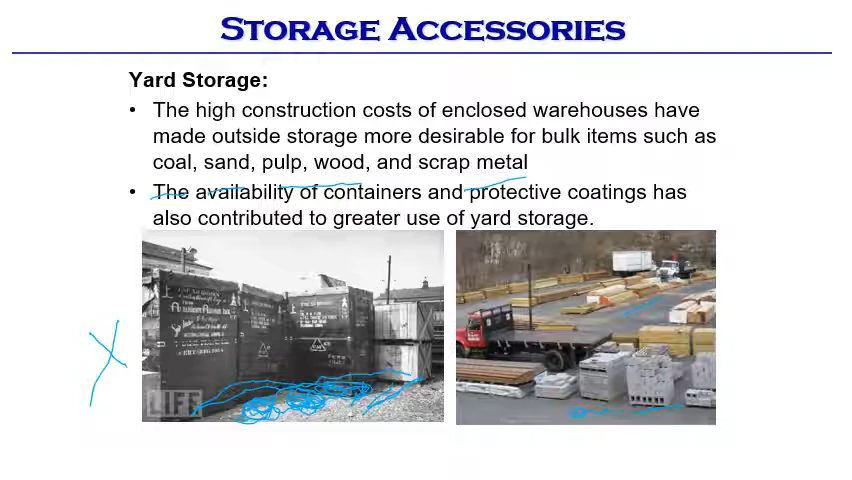 STORAGE ACCESSORIES
Yard Storage:
• The high construction costs of enclosed warehouses have
made outside storage more desirable for bulk items such as
coal, sand, pulp, wood, and scrap metal
• The availability of containers and protective coatings has
also contributed to greater use of yard storage.
LIFE